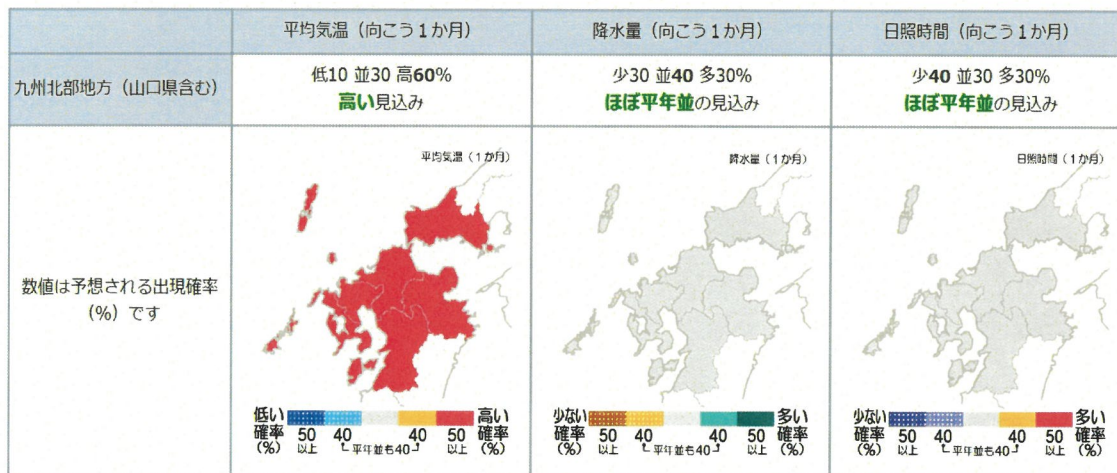 平均気温（向こう１か月）
降水量（向こう１か月）
日照時間（向こう１か月）
九州北部地方（山口県含む）
低10 並30 高60%
高い見込み
少30 並40 多30%
ほぼ平年並の見込み
少40 並30 多30%
ほぼ平年並の見込み
数値は予想される出現確率
（%）です
平均気温（１か月）
低い
確率
(%)
50
以上
40
平年並も40
40
50
以上
高い
確率
(%)
降水量（１か月）
少ない
確率
(%)
50
以上
40
平年並も40
40
50
以上
多い
確率
(%)
日照時間（１か月）
少ない
確率
(%)
50
以上
40
平年並も40
40
50
以上
多い
確率
(%)